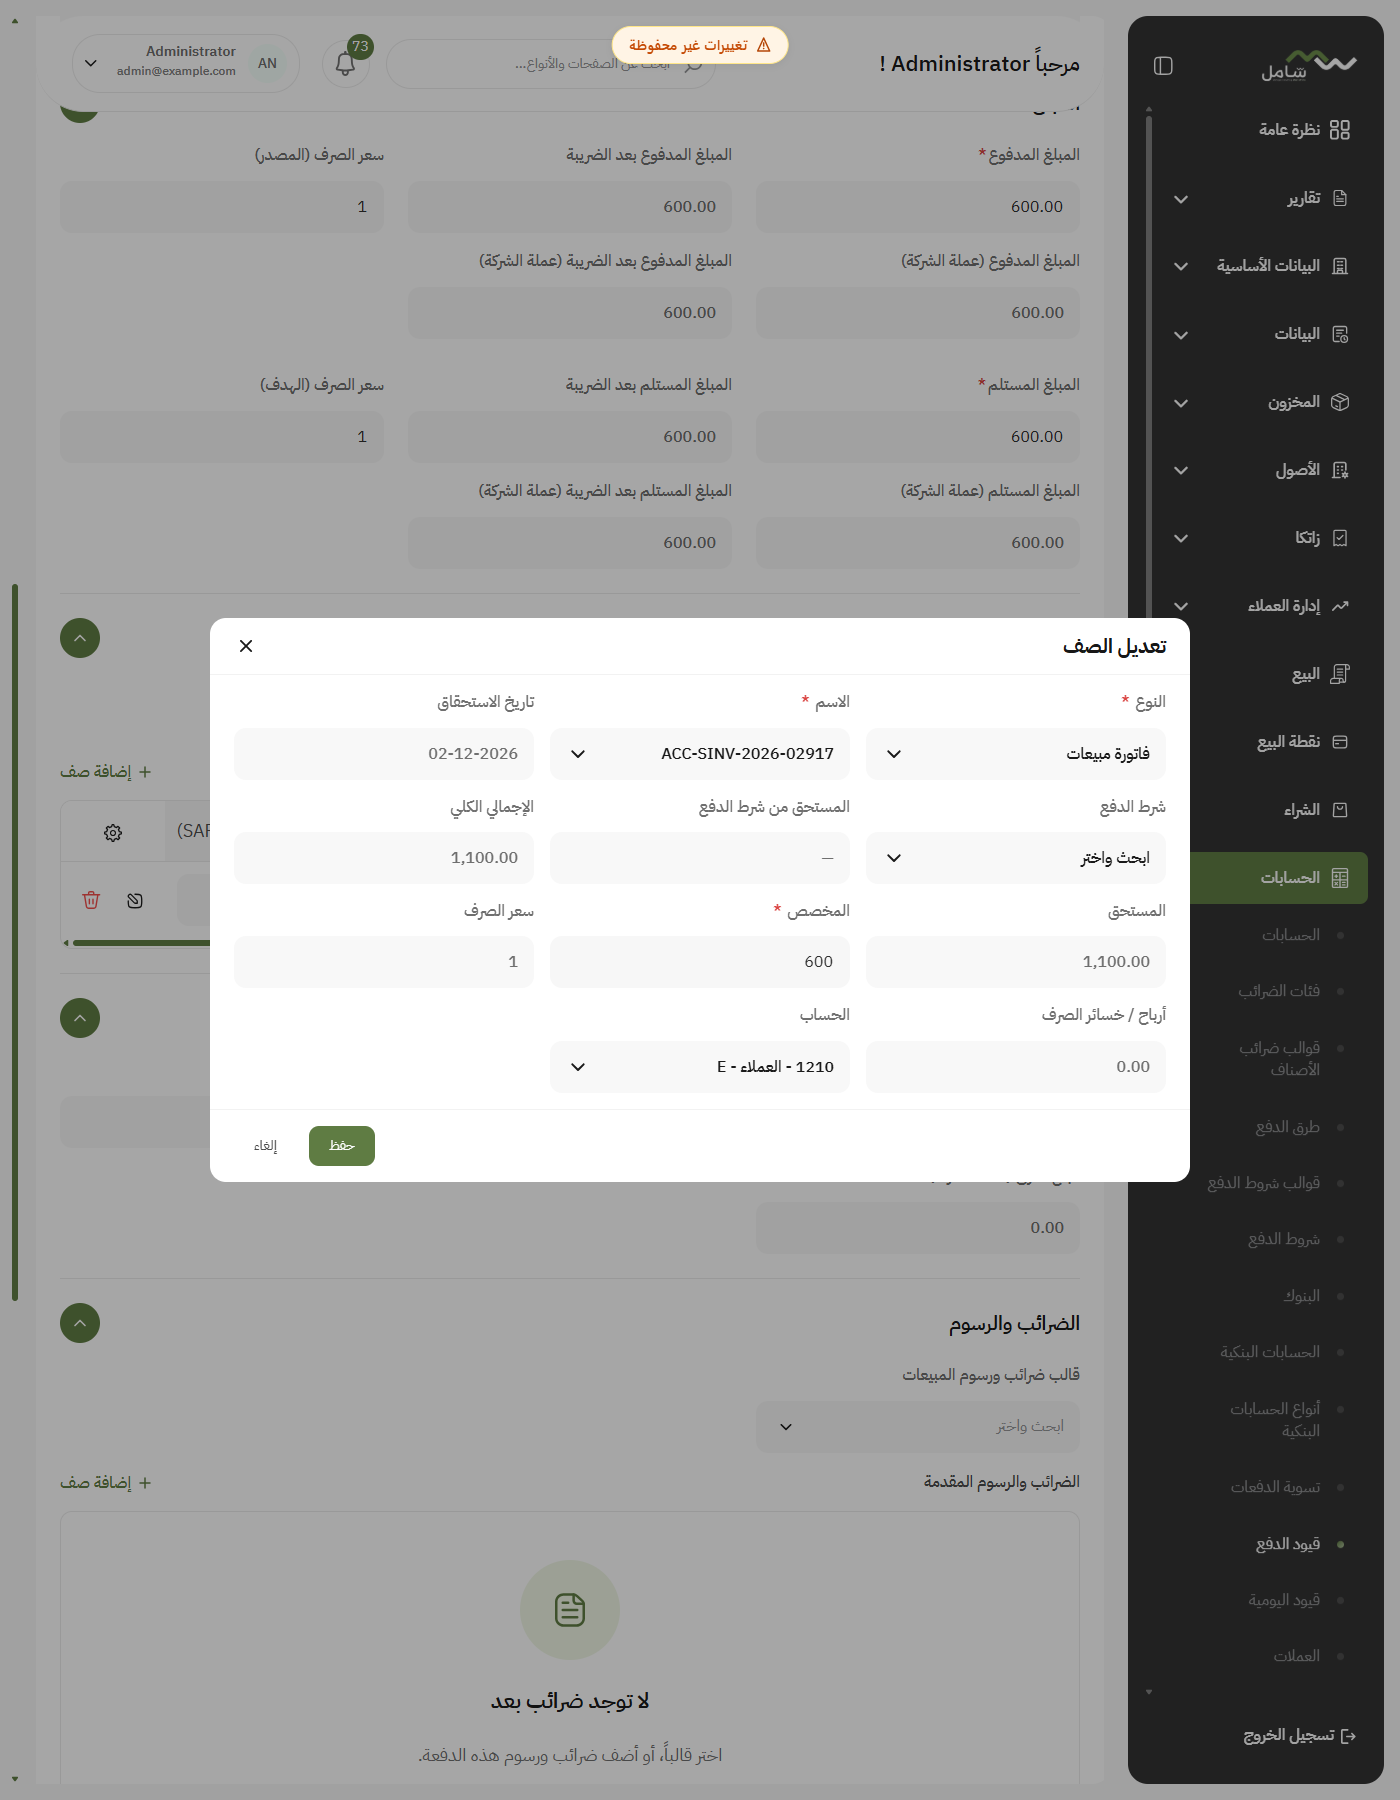 شامل
نظرة عامة
تقارير
البيانات الأساسية
البيانات
المخزون
الأصول
زاتكا
إدارة العملاء
البيع
نقطة البيع
الشراء
الحسابات
الحسابات
فئات الضرائب
قوالب ضرائب
الأصناف
طرق الدفع
قوالب شروط الدفع
شروط الدفع
البنوك
الحسابات البنكية
أنواع الحسابات
البنكية
تسوية الدفعات
قيود الدفع
قيود اليومية
العملات
تسجيل الخروج
مرحباً Administrator !
تغييرات غير محفوظة
ابحث عن الصفحات والأنواع...
73
AN
Administrator
admin@example.com
المبلغ المدفوع *
المبلغ المدفوع بعد الضريبة
سعر الصرف (المصدر)
600.00
600.00
1
المبلغ المدفوع (عملة الشركة)
المبلغ المدفوع بعد الضريبة (عملة الشركة)
600.00
600.00
المبلغ المستلم *
المبلغ المستلم بعد الضريبة
سعر الصرف (الهدف)
600.00
600.00
1
المبلغ المستلم (عملة الشركة)
المبلغ المستلم بعد الضريبة (عملة الشركة)
600.00
600.00
إضافة صف
تعديل الصف
النوع *
الاسم *
تاريخ الاستحقاق
فاتورة مبيعات
ACC-SINV-2026-02917
02-12-2026
شرط الدفع
المستحق من شرط الدفع
الإجمالي الكلي
ابحث واختر
—
1,100.00
المستحق
المخصص *
سعر الصرف
1,100.00
600
1
أرباح / خسائر الصرف
الحساب
0.00
1210 - العملاء - E
حفظ
إلغاء
0.00
الضرائب والرسوم
قالب ضرائب ورسوم المبيعات
ابحث واختر
الضرائب والرسوم المقدمة
إضافة صف
لا توجد ضرائب بعد
اختر قالباً، أو أضف ضرائب ورسوم هذه الدفعة.